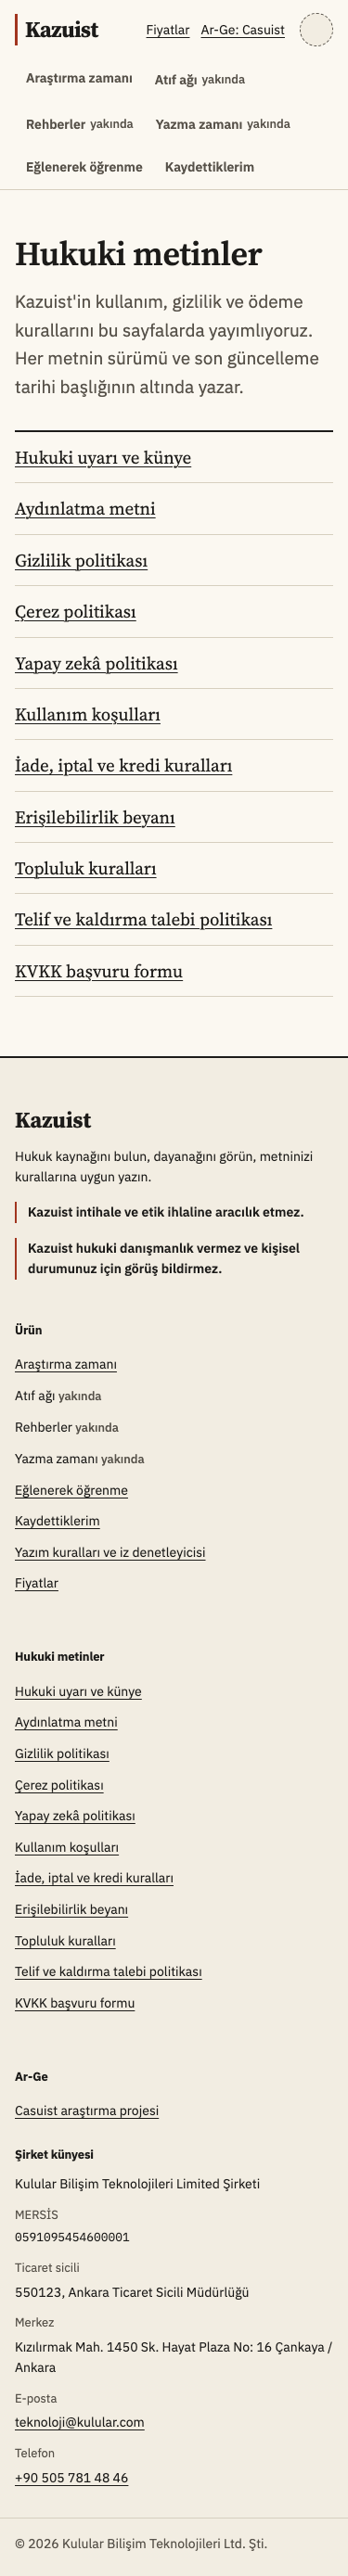 Kazuist
Fiyatlar Ar-Ge: Casuist
Araştırma zamanı Atıf ağı yakında
Rehberler yakında Yazma zamanı yakında
Eğlenerek öğrenme Kaydettiklerim
Hukuki metinler
Kazuist'in kullanım, gizlilik ve ödeme
kurallarını bu sayfalarda yayımlıyoruz.
Her metnin sürümü ve son güncelleme
tarihi başlığının altında yazar.
Hukuki uyarı ve künye
Aydınlatma metni
Gizlilik politikası
Çerez politikası
Yapay zekâ politikası
Kullanım koşulları
İade, iptal ve kredi kuralları
Erişilebilirlik beyanı
Topluluk kuralları
Telif ve kaldırma talebi politikası
KVKK başvuru formu
Kazuist
Hukuk kaynağını bulun, dayanağını görün, metninizi
kurallarına uygun yazın.
Kazuist intihale ve etik ihlaline aracılık etmez.
Kazuist hukuki danışmanlık vermez ve kişisel
durumunuz için görüş bildirmez.
Ürün
Araştırma zamanı
Atıf ağı yakında
Rehberler yakında
Yazma zamanı yakında
Eğlenerek öğrenme
Kaydettiklerim
Yazım kuralları ve iz denetleyicisi
Fiyatlar
Hukuki metinler
Hukuki uyarı ve künye
Aydınlatma metni
Gizlilik politikası
Çerez politikası
Yapay zekâ politikası
Kullanım koşulları
İade, iptal ve kredi kuralları
Erişilebilirlik beyanı
Topluluk kuralları
Telif ve kaldırma talebi politikası
KVKK başvuru formu
Ar-Ge
Casuist araştırma projesi
Şirket künyesi
Kulular Bilişim Teknolojileri Limited Şirketi
MERSİS
0591095454600001
Ticaret sicili
550123, Ankara Ticaret Sicili Müdürlüğü
Merkez
Kızılırmak Mah. 1450 Sk. Hayat Plaza No: 16 Çankaya /
Ankara
E-posta
teknoloji@kulular.com
Telefon
+90 505 781 48 46
© 2026 Kulular Bilişim Teknolojileri Ltd. Şti.